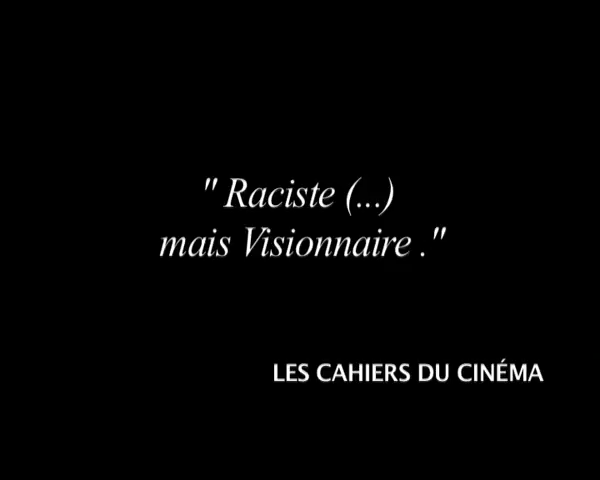 " Raciste (...)
mais Visionnaire ."
LES CAHIERS DU CINÉMA